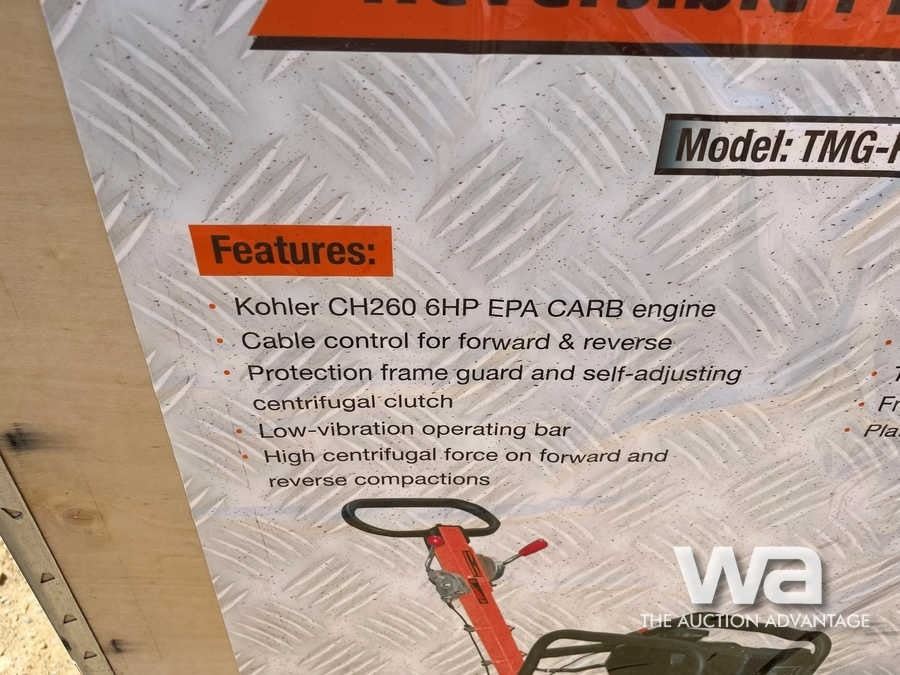 Model: TMG-
Features:
• Kohler CH260 6HP EPA CARB engine
• Cable control for forward & reverse
• Protection frame guard and self-adjusting
centrifugal clutch
• Low-vibration operating bar
• High centrifugal force on forward and
reverse compactions
wa
THE AUCTION ADVANTAGE